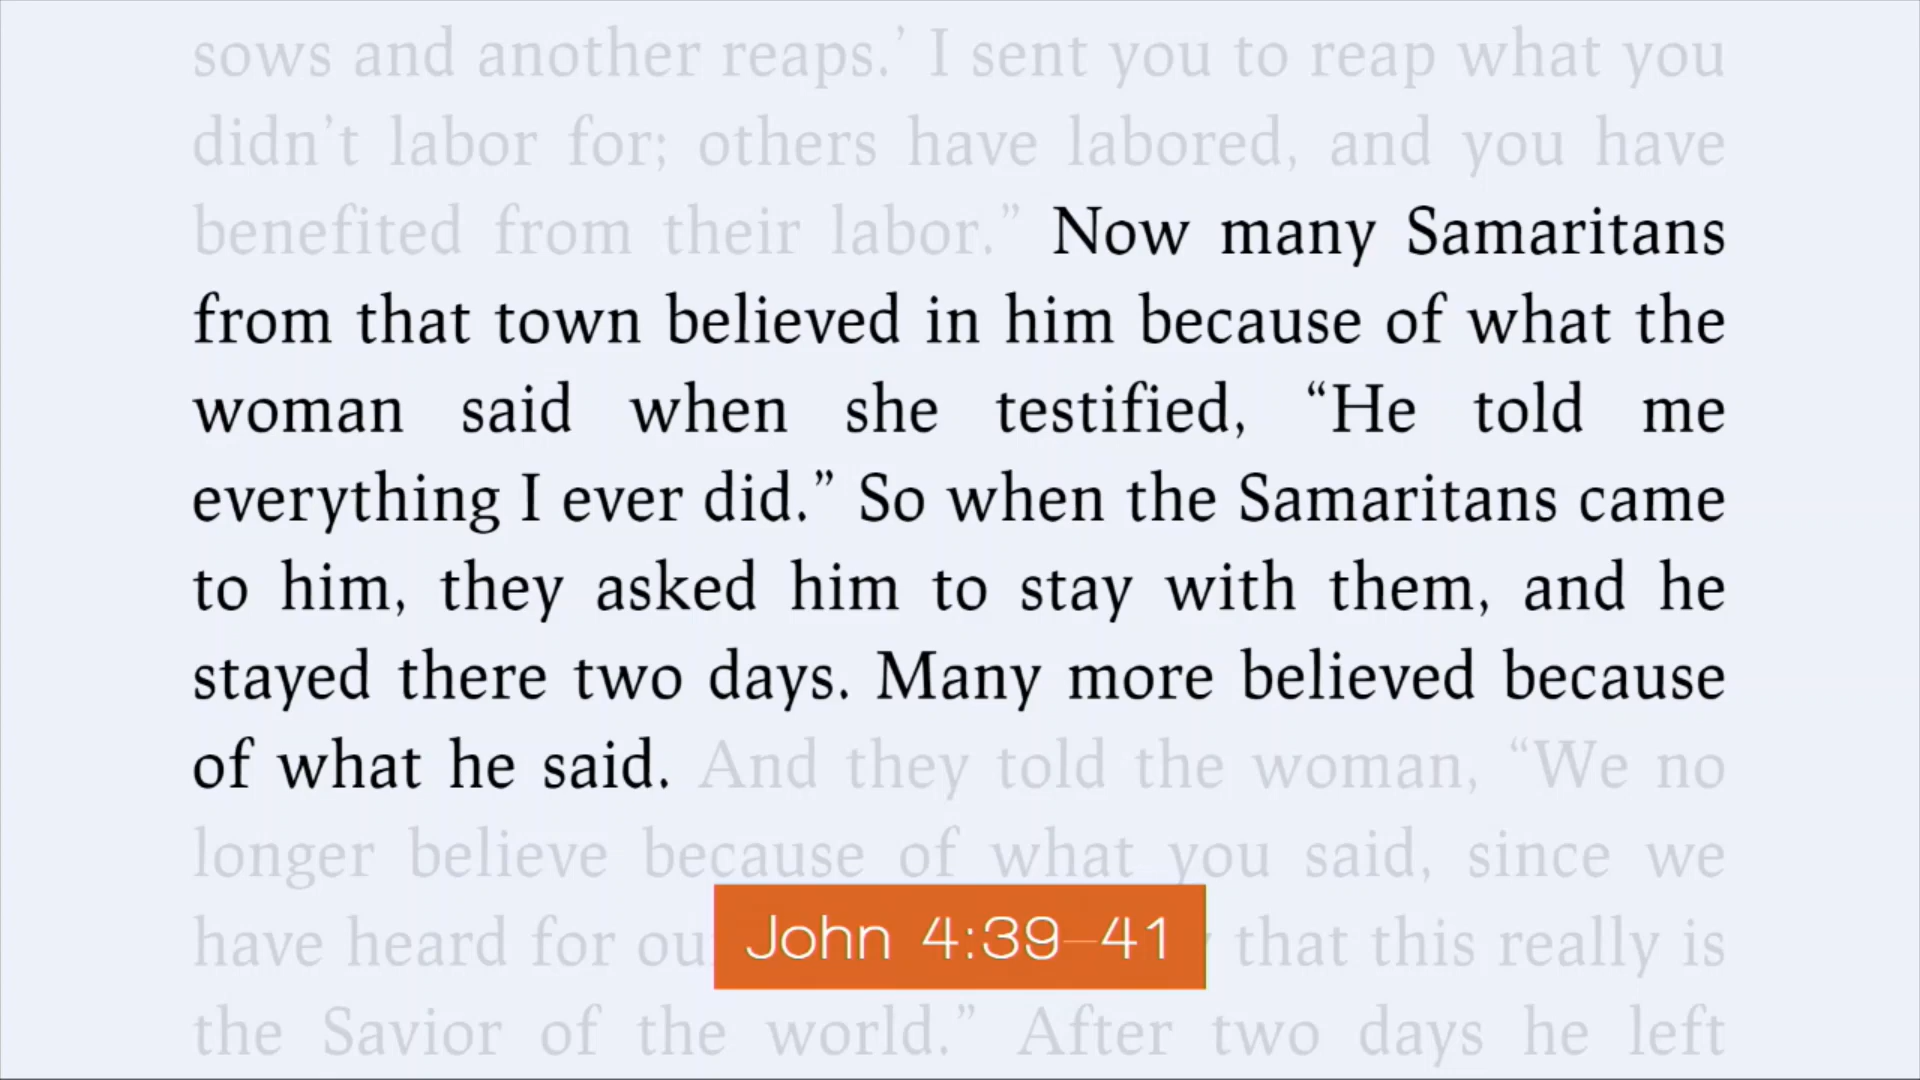 sows and another reaps.’ I sent you to reap what you
didn’t labor for; others have labored, and you have
benefited from their labor.” Now many Samaritans
from that town believed in him because of what the
woman said when she testified, “He told me
everything I ever did.” So when the Samaritans came
to him, they asked him to stay with them, and he
stayed there two days. Many more believed because
of what he said. And they told the woman, “We no
longer believe because of what you said, since we
have heard for that this really is
John 4:39–41
the Savior of the world.” After two days he left